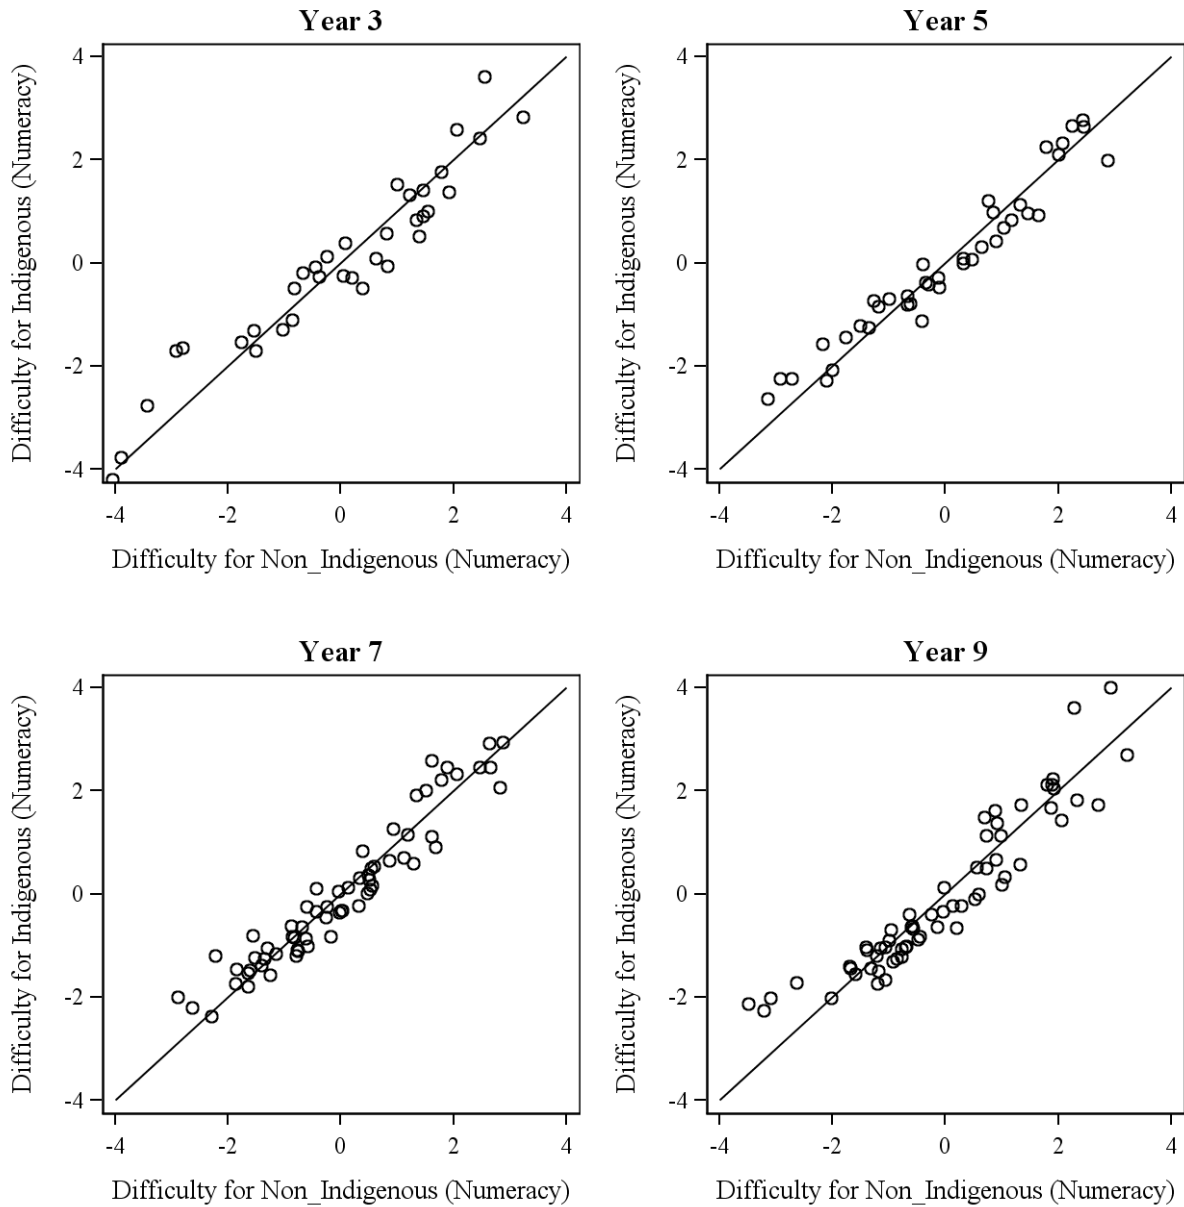 Year 3
Difficulty for Indigenous (Numeracy)
4
2
0
-2
-4
-4 -2 0 2 4
Difficulty for Non_Indigenous (Numeracy)
Year 5
Difficulty for Indigenous (Numeracy)
4
2
0
-2
-4
-4 -2 0 2 4
Difficulty for Non_Indigenous (Numeracy)
Year 7
Difficulty for Indigenous (Numeracy)
4
2
0
-2
-4
-4 -2 0 2 4
Difficulty for Non_Indigenous (Numeracy)
Year 9
Difficulty for Indigenous (Numeracy)
4
2
0
-2
-4
-4 -2 0 2 4
Difficulty for Non_Indigenous (Numeracy)